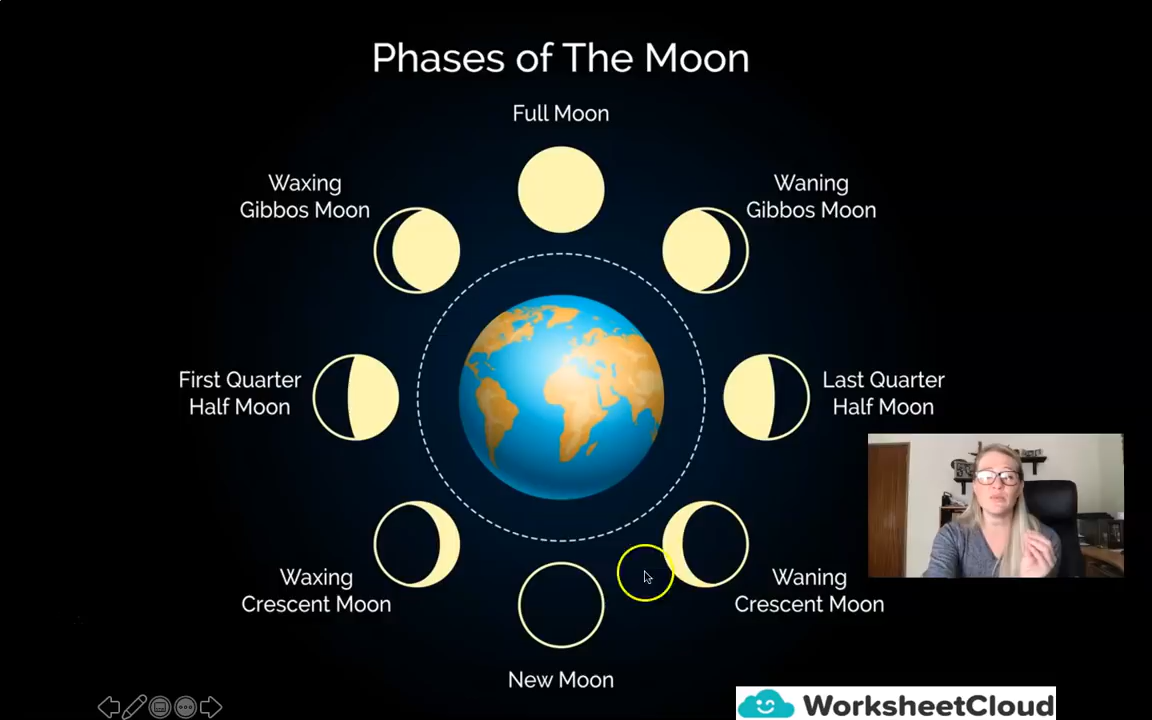 Phases of The Moon
Full Moon
Waxing
Gibbos Moon
Waning
Gibbos Moon
First Quarter
Half Moon
Last Quarter
Half Moon
Waxing
Crescent Moon
Waning
Crescent Moon
New Moon
WorksheetCloud